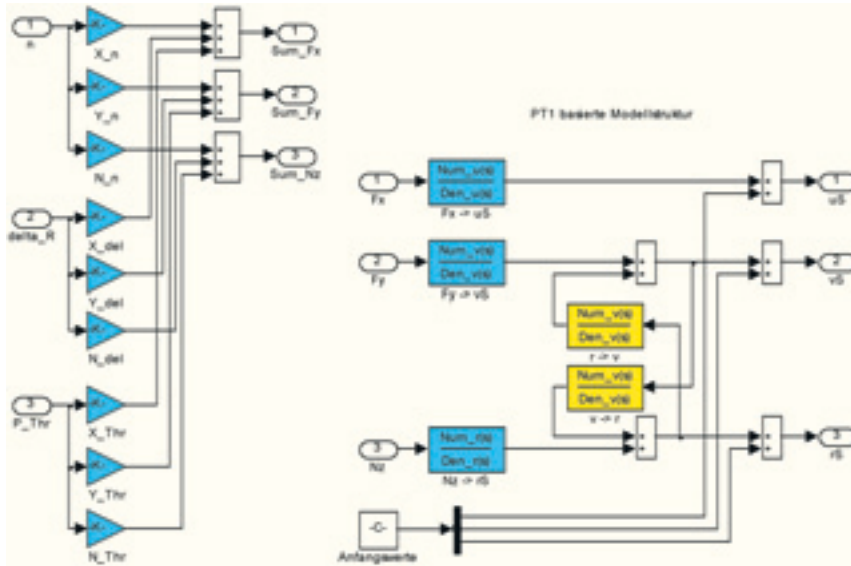 1
n
K-
X_n
K-
Y_n
K-
N_n
1
Sum_Fx
2
Sum_Fy
3
Sum_Nz
2
delta_R
K-
X_del
K-
Y_del
K-
N_del
3
P_Thr
K-
X_Thr
K-
Y_Thr
K-
N_Thr
PT1 basierte Modellstruktur
1
Fx
Num_u(s)
Den_u(s)
Fx -> uS
1
uS
2
Fy
Num_v(s)
Den_v(s)
Fy -> vS
2
vS
Num_v(s)
Den_v(s)
r -> v
Num_v(s)
Den_v(s)
v -> r
3
Nz
Num_r(s)
Den_r(s)
Nz -> rS
3
rS
-C-
Anfangswerte